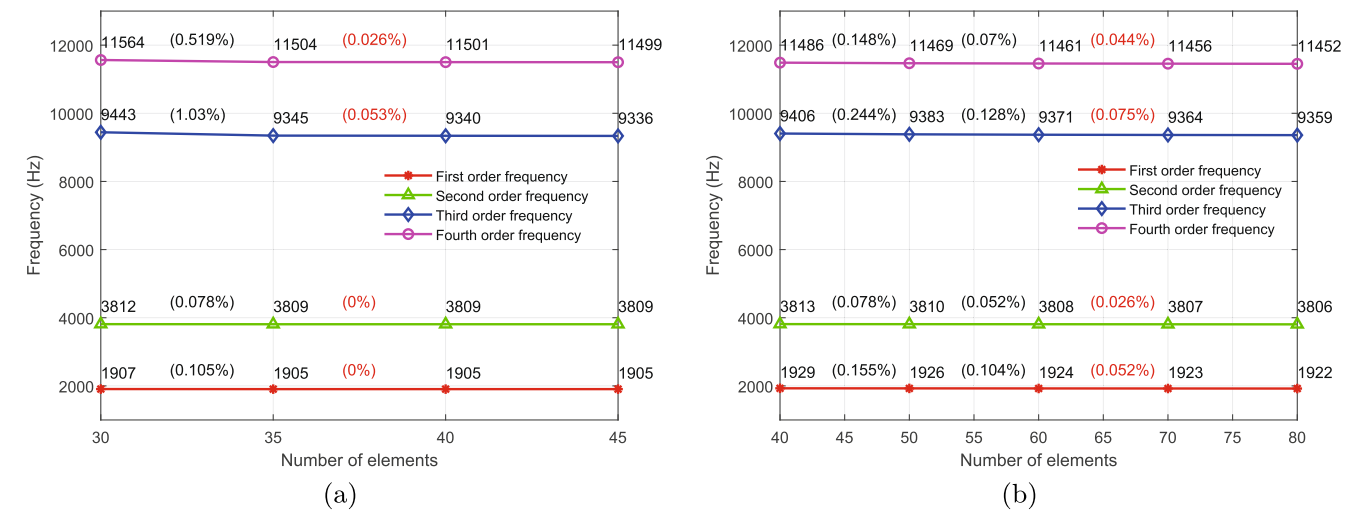 12000
10000
8000
6000
4000
2000
Frequency (Hz)
11564 (0.519%) 11504 (0.026%) 11501 11499
9443 (1.03%) 9345 (0.053%) 9340 9336
First order frequency
Second order frequency
Third order frequency
Fourth order frequency
3812 (0.078%) 3809 (0%) 3809 3809
1907 (0.105%) 1905 (0%) 1905 1905
30 35 40 45
Number of elements
(a)
12000
10000
8000
6000
4000
2000
Frequency (Hz)
11486 (0.148%) 11469 (0.07%) 11461 (0.044%) 11456 11452
9406 (0.244%) 9383 (0.128%) 9371 (0.075%) 9364 9359
First order frequency
Second order frequency
Third order frequency
Fourth order frequency
3813 (0.078%) 3810 (0.052%) 3808 (0.026%) 3807 3806
1929 (0.155%) 1926 (0.104%) 1924 (0.052%) 1923 1922
40 45 50 55 60 65 70 75 80
Number of elements
(b)